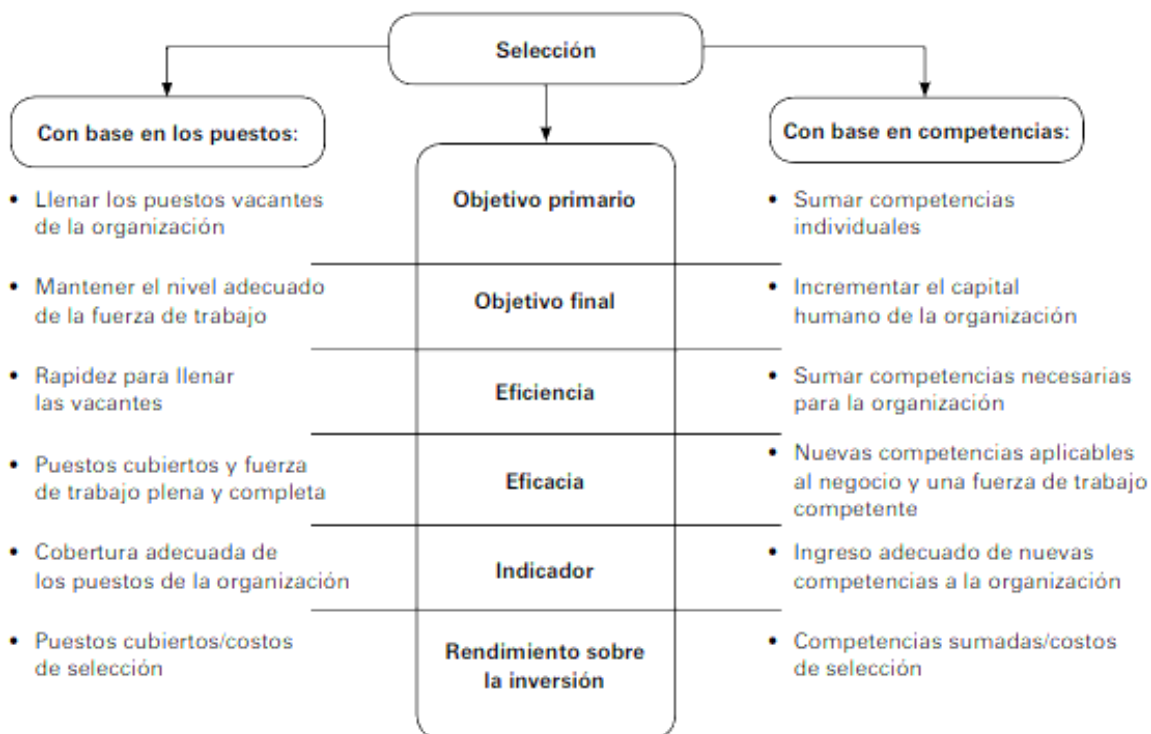 Selección
Con base en los puestos:
Con base en competencias:
• Llenar los puestos vacantes
de la organización
Objetivo primario
• Sumar competencias
individuales
• Mantener el nivel adecuado
de la fuerza de trabajo
Objetivo final
• Incrementar el capital
humano de la organización
• Rapidez para llenar
las vacantes
Eficiencia
• Sumar competencias necesarias
para la organización
• Puestos cubiertos y fuerza
de trabajo plena y completa
Eficacia
• Nuevas competencias aplicables
al negocio y una fuerza de trabajo
competente
• Cobertura adecuada de
los puestos de la organización
Indicador
• Ingreso adecuado de nuevas
competencias a la organización
• Puestos cubiertos/costos
de selección
Rendimiento sobre
la inversión
• Competencias sumadas/costos
de selección